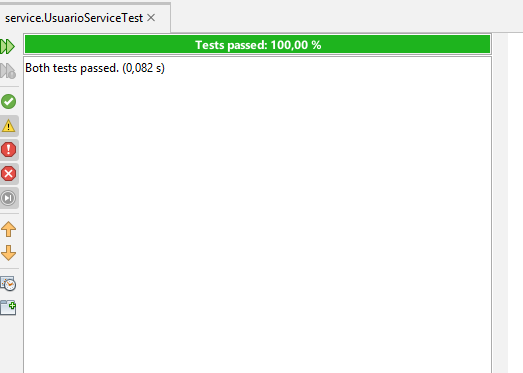 service.UsuarioServiceTest
Tests passed: 100,00 %
Both tests passed. (0,082 s)